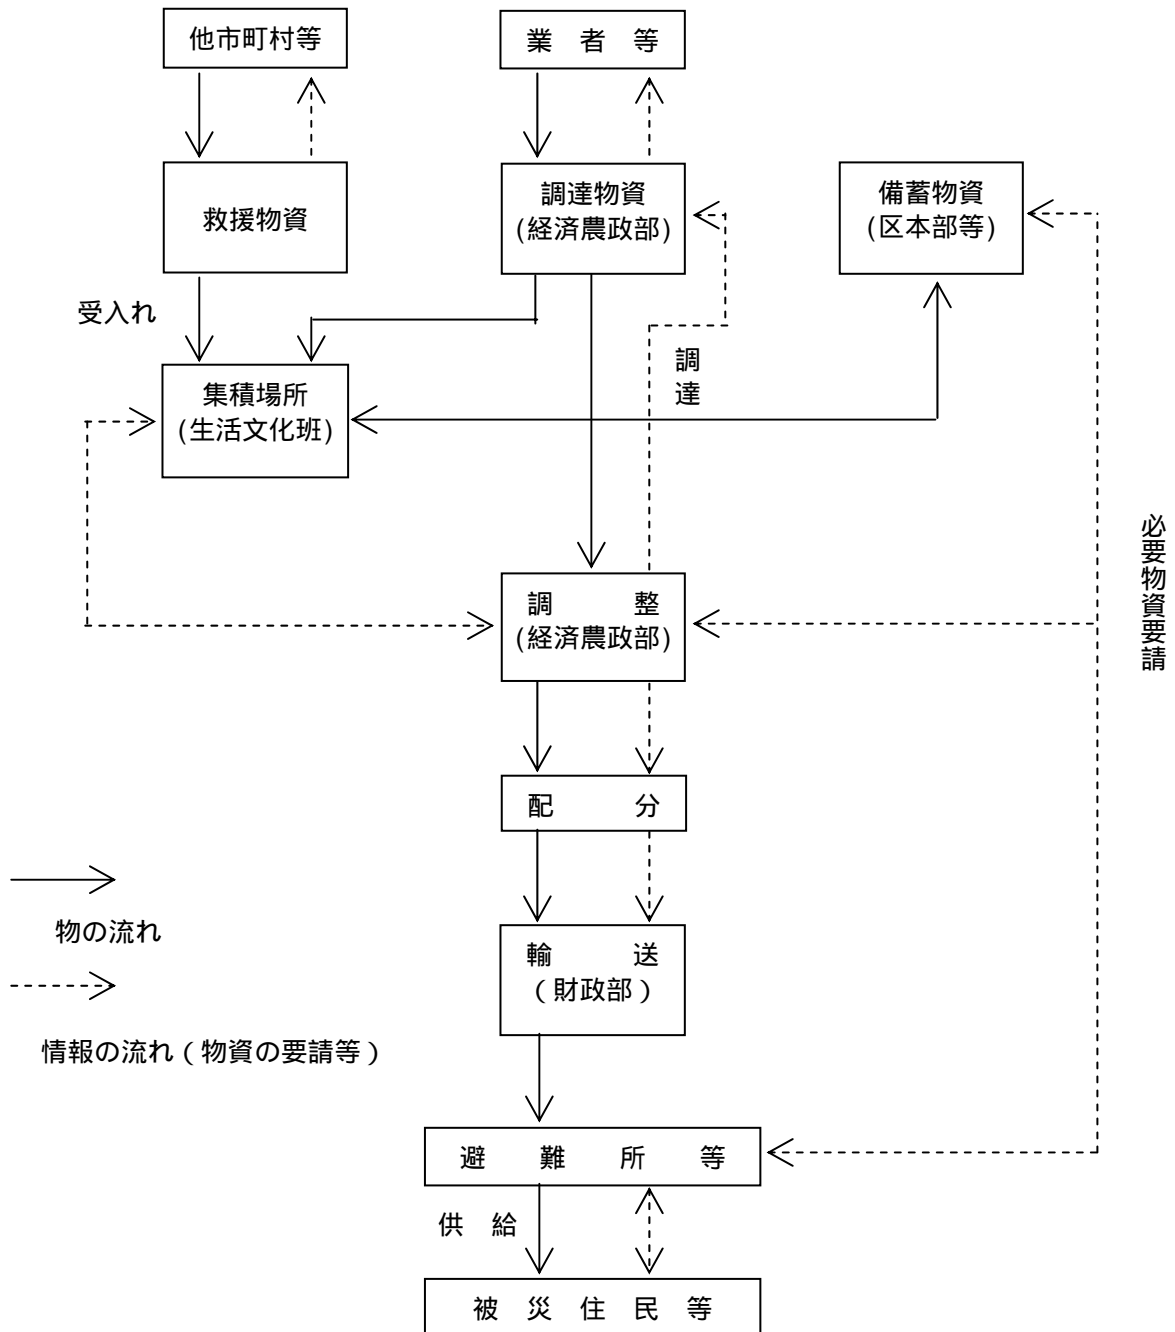 他市町村等
業　者　等
救援物資
調達物資
(経済農政部)
備蓄物資
(区本部等)
受入れ
調
達
集積場所
(生活文化班)
必要物資要請
調　　　整
(経済農政部)
配　　　分
物の流れ
輸　　　送
（財政部）
情報の流れ（物資の要請等）
避　難　所　等
供　給
被　災　住　民　等